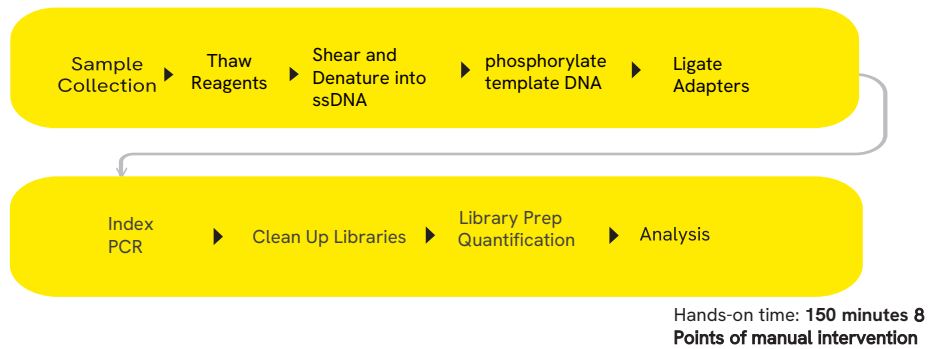 Sample
Collection
Thaw
Reagents
Shear and
Denature into
ssDNA
phosphorylate
template DNA
Ligate
Adapters
Index
PCR
Clean Up Libraries
Library Prep
Quantification
Analysis
Hands-on time: 150 minutes 8
Points of manual intervention